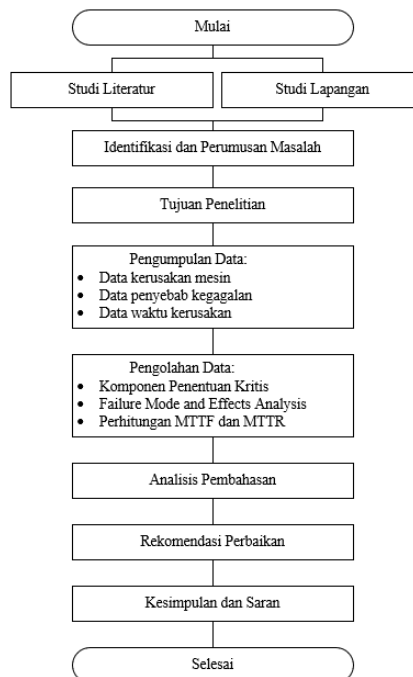 Mulai
Studi Literatur
Studi Lapangan
Identifikasi dan Perumusan Masalah
Tujuan Penelitian
Pengumpulan Data:
• Data kerusakan mesin
• Data penyebab kegagalan
• Data waktu kerusakan
Pengolahan Data:
• Komponen Penentuan Kritis
• Failure Mode and Effects Analysis
• Perhitungan MTTF dan MTTR
Analisis Pembahasan
Rekomendasi Perbaikan
Kesimpulan dan Saran
Selesai